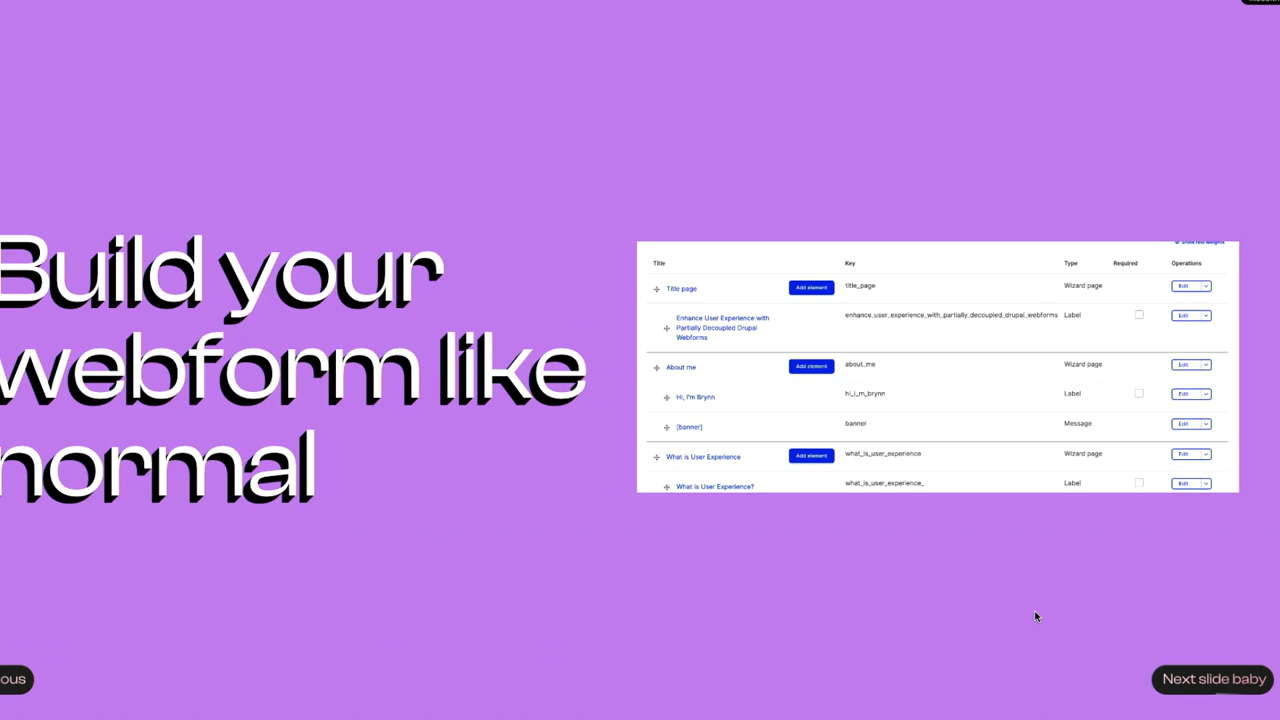 Build your
webform like
normal
Show row weights
Title Key Type Required Operations
Title page Add element title_page Wizard page Edit
Enhance User Experience with
Partially Decoupled Drupal
Webforms
enhance_user_experience_with_partially_decoupled_drupal_webforms Label Edit
About me Add element about_me Wizard page Edit
Hi, I'm Brynn hi_i_m_brynn Label Edit
[banner] banner Message Edit
What is User Experience Add element what_is_user_experience Wizard page Edit
What is User Experience? what_is_user_experience_ Label Edit
ous
Next slide baby